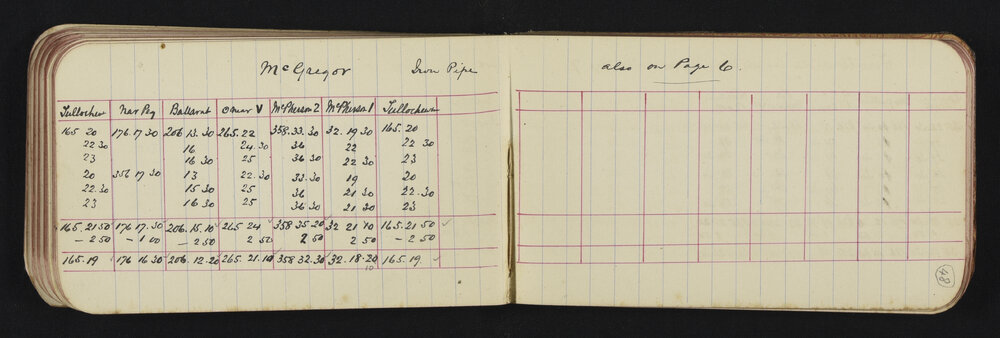 McGregor Iron Pipe also on Page 6.
Tullochew Nar Peg Ballarat Omar V McPherson 2 McPherson 1 Tullochew
165 20 176.17.30 206.13.30 265.22 358.33.30 32.19 30 165.20
22 30 16 24.30 36 22 22 30
23 16 30 25 36 30 22 30 23
20 356 17 30 13 22.30 33.30 19 20
22.30 15 30 25 36 21 30 22.30
23 16 30 25 36 30 21 30 23
165.21 50 176 17.30 206.15.10 265 24 358 35 20 32 21 10 165.21 50
- 2 50 - 1 00 - 2 50 2 50 2 50 2 50 - 2 50
165.19 176 16 30 206.12.20 265.21.10 358 32.30 32.18.20 165.19
10
48